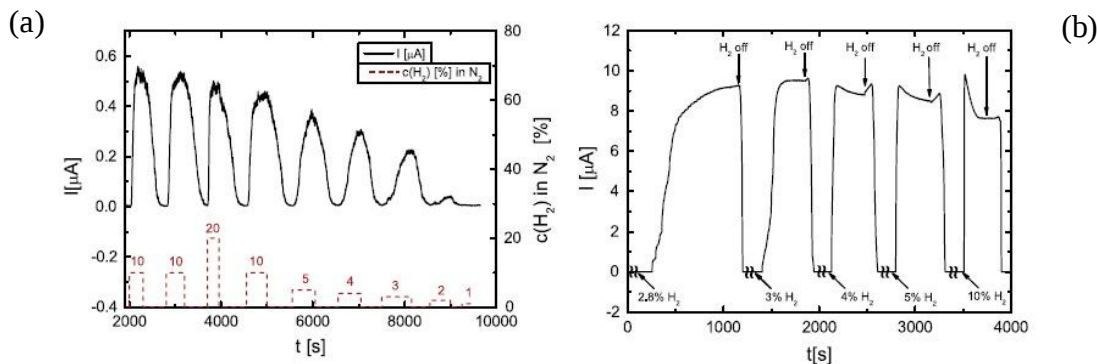 (a)
I [μA]
c(H2) [%] in N2
I[μA]
0.6
0.4
0.2
0.0
-0.2
-0.4
80
60
40
20
0
c(H2) in N2 [%]
10
10
20
10
5
4
3
2
1
2000 4000 6000 8000 10000
t [s]
(b)
I [μA]
12
10
8
6
4
2
0
H2 off
H2 off
H2 off
H2 off
H2 off
2.8% H2
3% H2
4% H2
5% H2
10% H2
0 1000 2000 3000 4000
t[s]